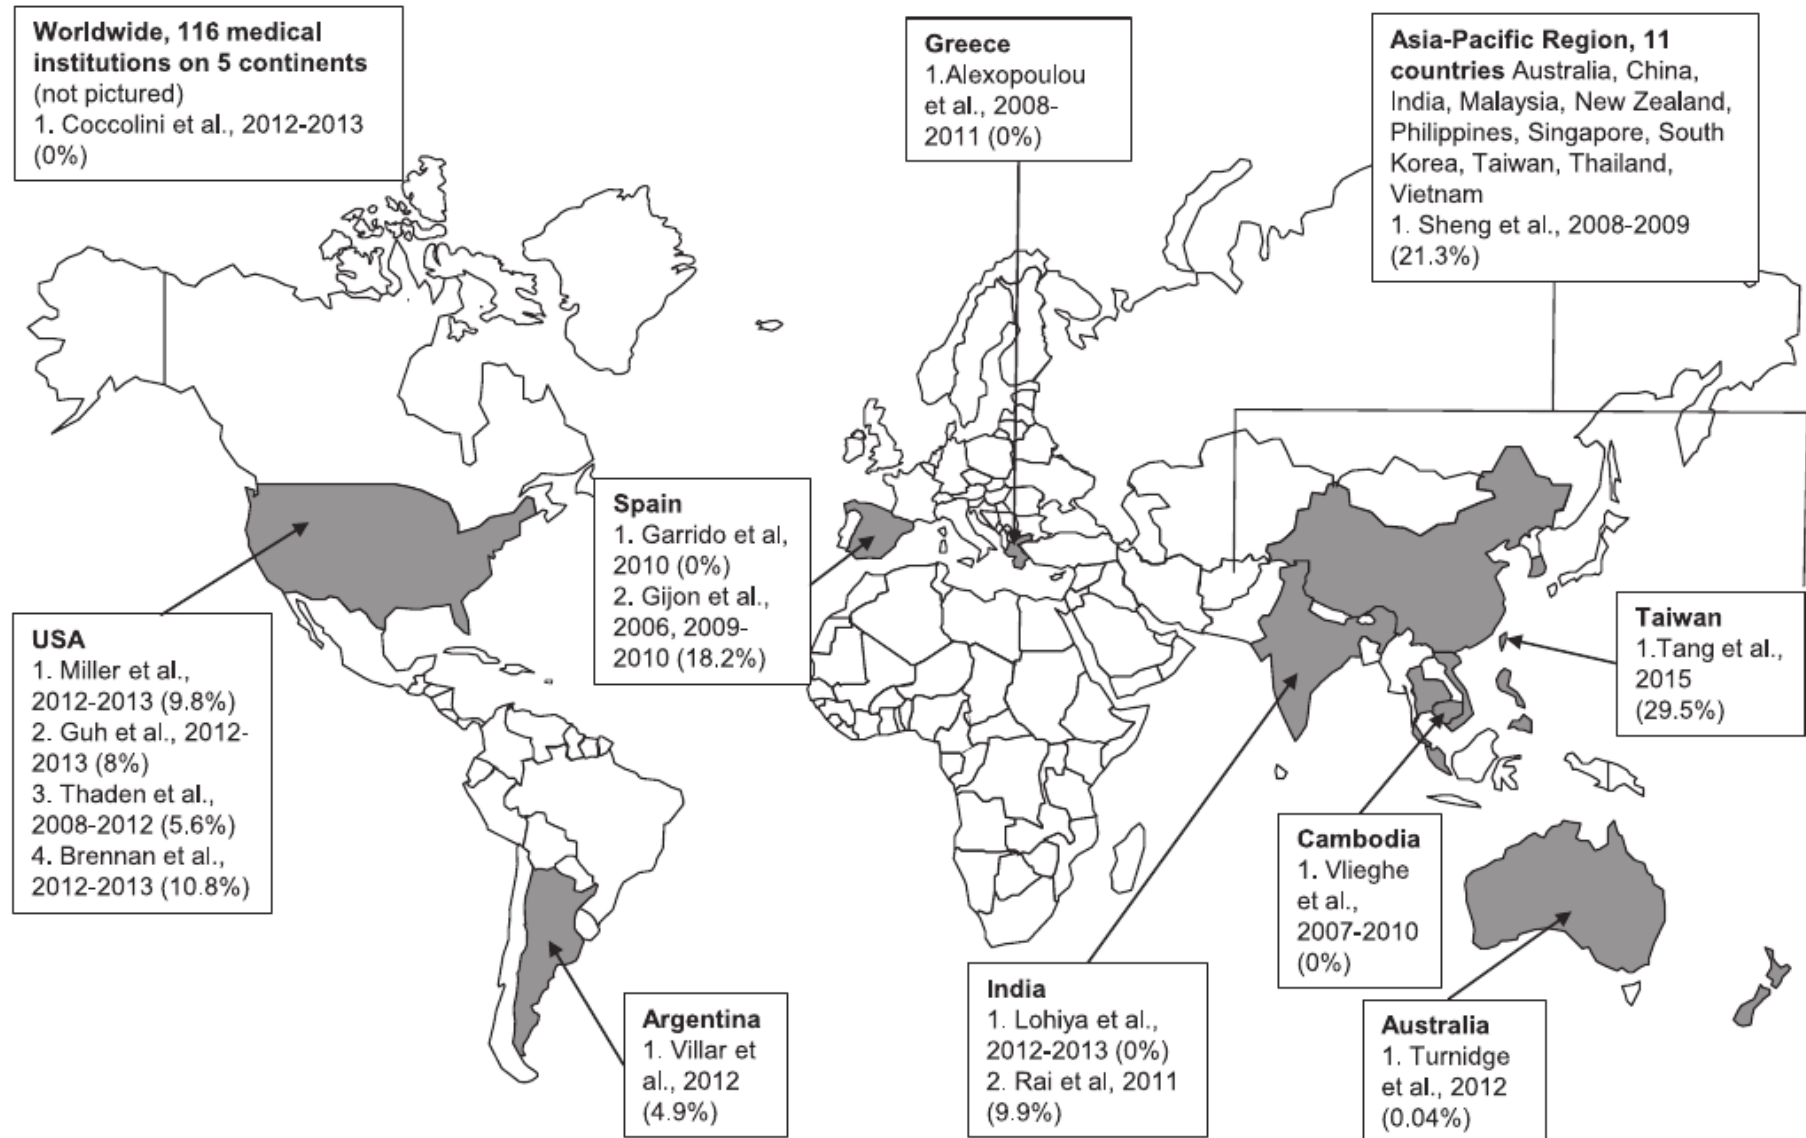 Worldwide, 116 medical
institutions on 5 continents
(not pictured)
1. Coccolini et al., 2012-2013
(0%)
Greece
1.Alexopoulou
et al., 2008-
2011 (0%)
Asia-Pacific Region, 11
countries Australia, China,
India, Malaysia, New Zealand,
Philippines, Singapore, South
Korea, Taiwan, Thailand,
Vietnam
1. Sheng et al., 2008-2009
(21.3%)
Spain
1. Garrido et al,
2010 (0%)
2. Gijon et al.,
2006, 2009-
2010 (18.2%)
USA
1. Miller et al.,
2012-2013 (9.8%)
2. Guh et al., 2012-
2013 (8%)
3. Thaden et al.,
2008-2012 (5.6%)
4. Brennan et al.,
2012-2013 (10.8%)
Taiwan
1.Tang et al.,
2015
(29.5%)
Cambodia
1. Vlieghe
et al.,
2007-2010
(0%)
Argentina
1. Villar et
al., 2012
(4.9%)
India
1. Lohiya et al.,
2012-2013 (0%)
2. Rai et al, 2011
(9.9%)
Australia
1. Turnidge
et al., 2012
(0.04%)